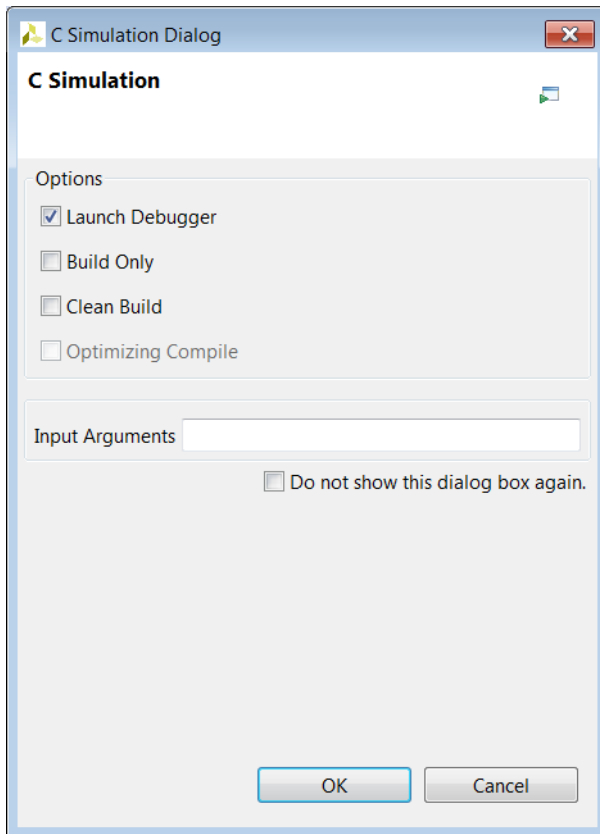 C Simulation Dialog
C Simulation
Options
Launch Debugger
Build Only
Clean Build
Optimizing Compile
Input Arguments
Do not show this dialog box again.
OK Cancel